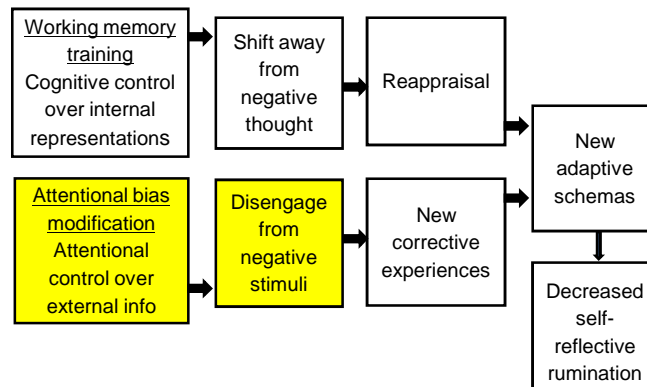 Working memory
training
Cognitive control
over internal
representations
Shift away
from
negative
thought
Reappraisal
New
adaptive
schemas
Attentional bias
modification
Attentional
control over
external info
Disengage
from
negative
stimuli
New
corrective
experiences
Decreased
self-
reflective
rumination